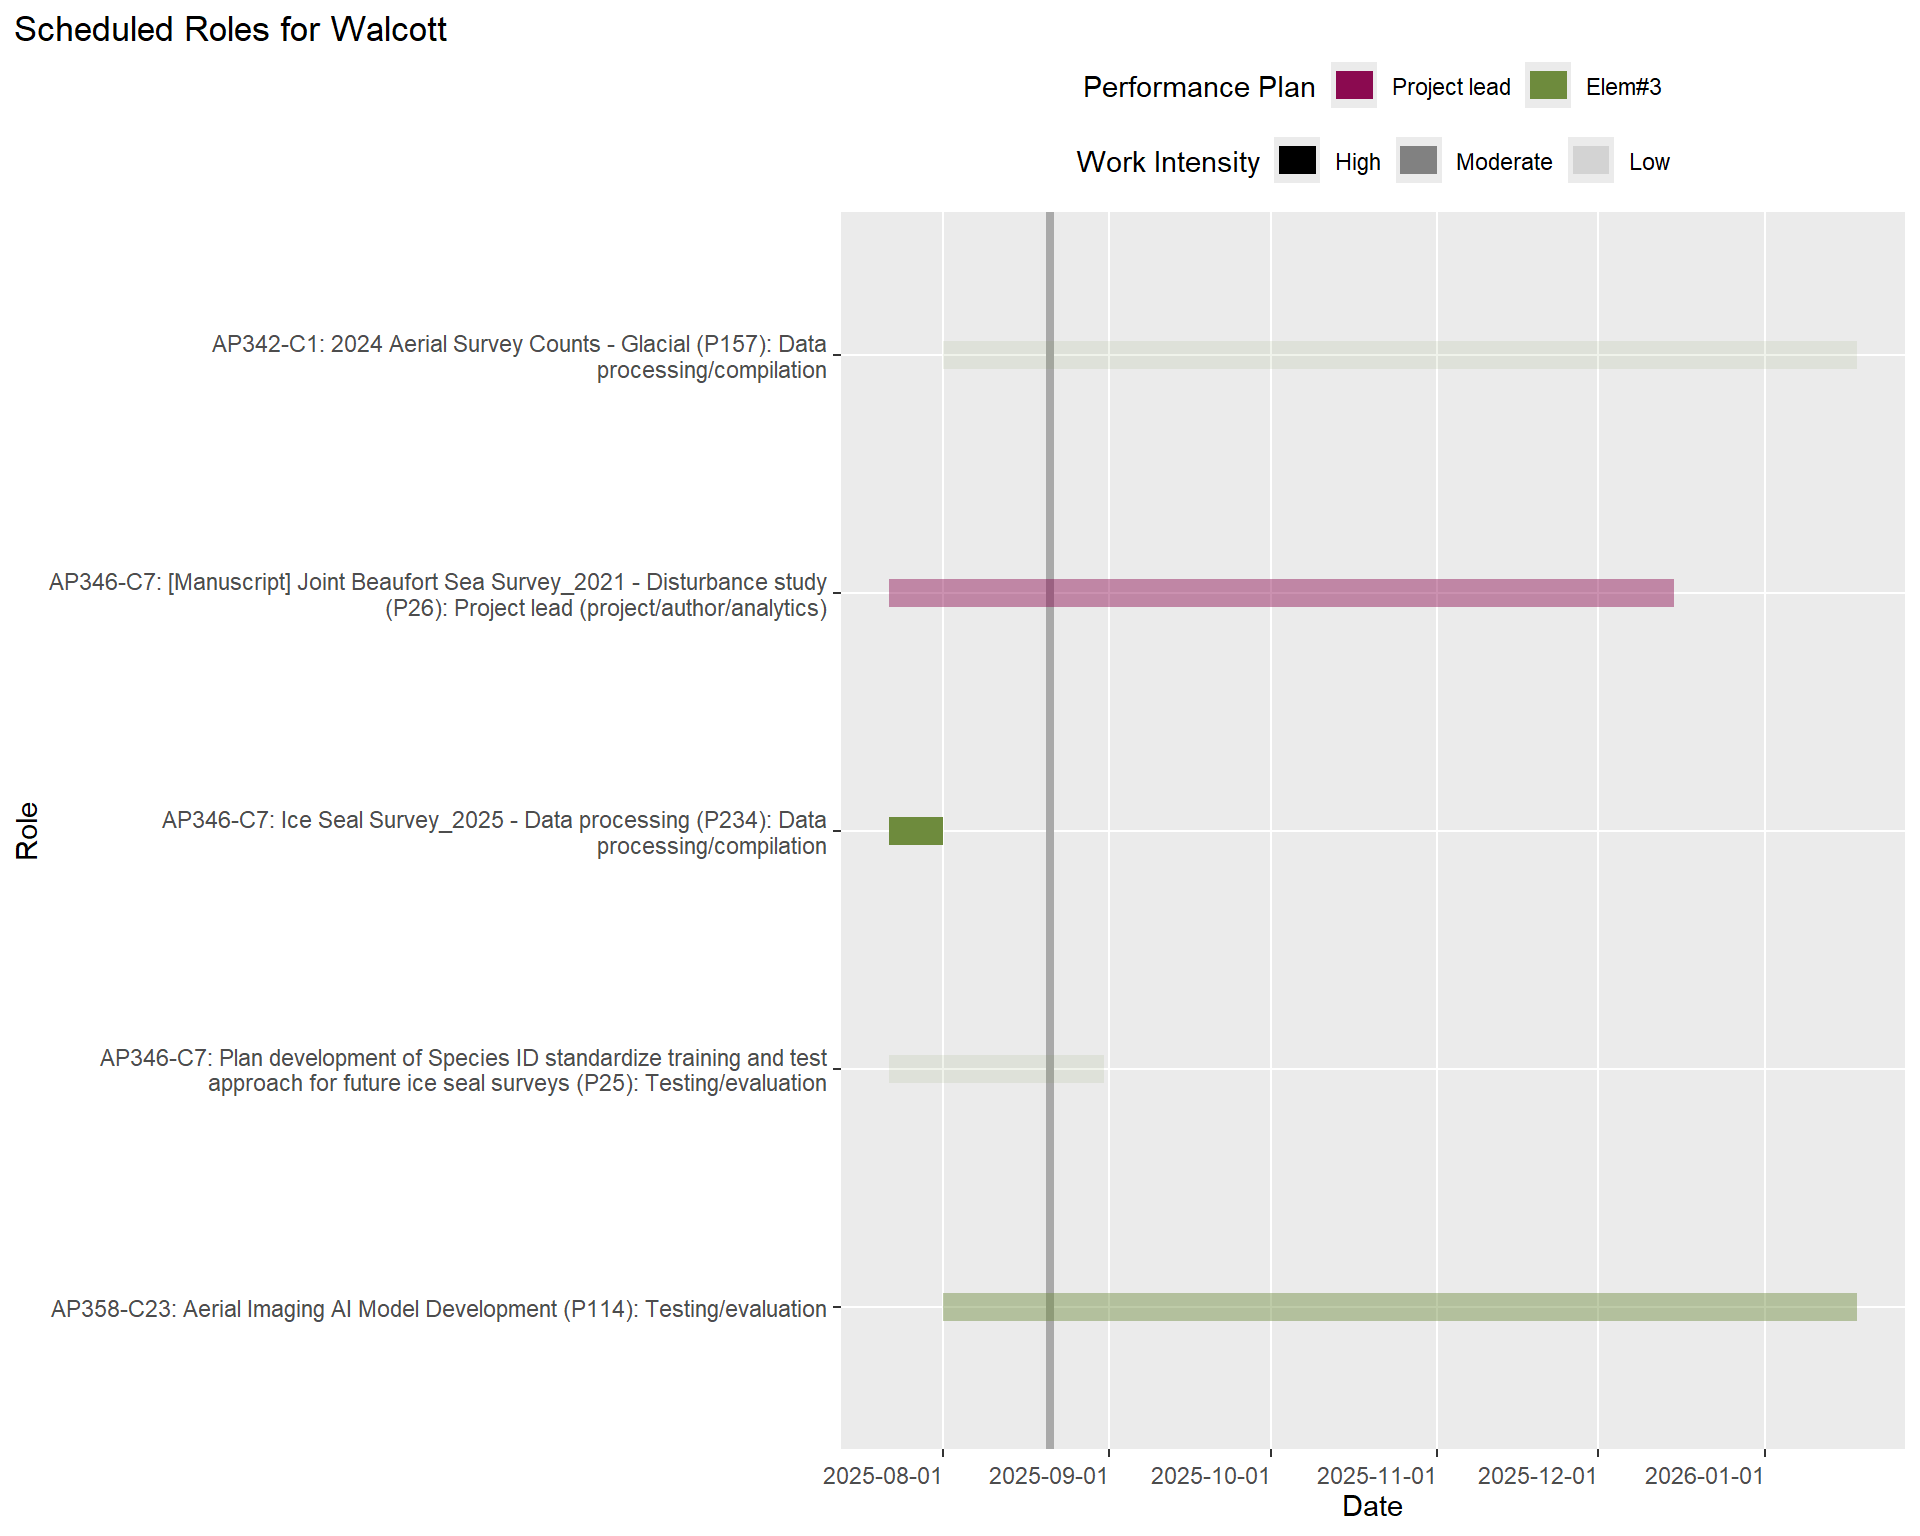 Scheduled Roles for Walcott
Performance Plan Project lead Elem#3
Work Intensity High Moderate Low
AP342-C1: 2024 Aerial Survey Counts - Glacial (P157): Data
processing/compilation
AP346-C7: [Manuscript] Joint Beaufort Sea Survey_2021 - Disturbance study
(P26): Project lead (project/author/analytics)
AP346-C7: Ice Seal Survey_2025 - Data processing (P234): Data
processing/compilation
AP346-C7: Plan development of Species ID standardize training and test
approach for future ice seal surveys (P25): Testing/evaluation
AP358-C23: Aerial Imaging AI Model Development (P114): Testing/evaluation
Role
2025-08-01 2025-09-01 2025-10-01 2025-11-01 2025-12-01 2026-01-01
Date